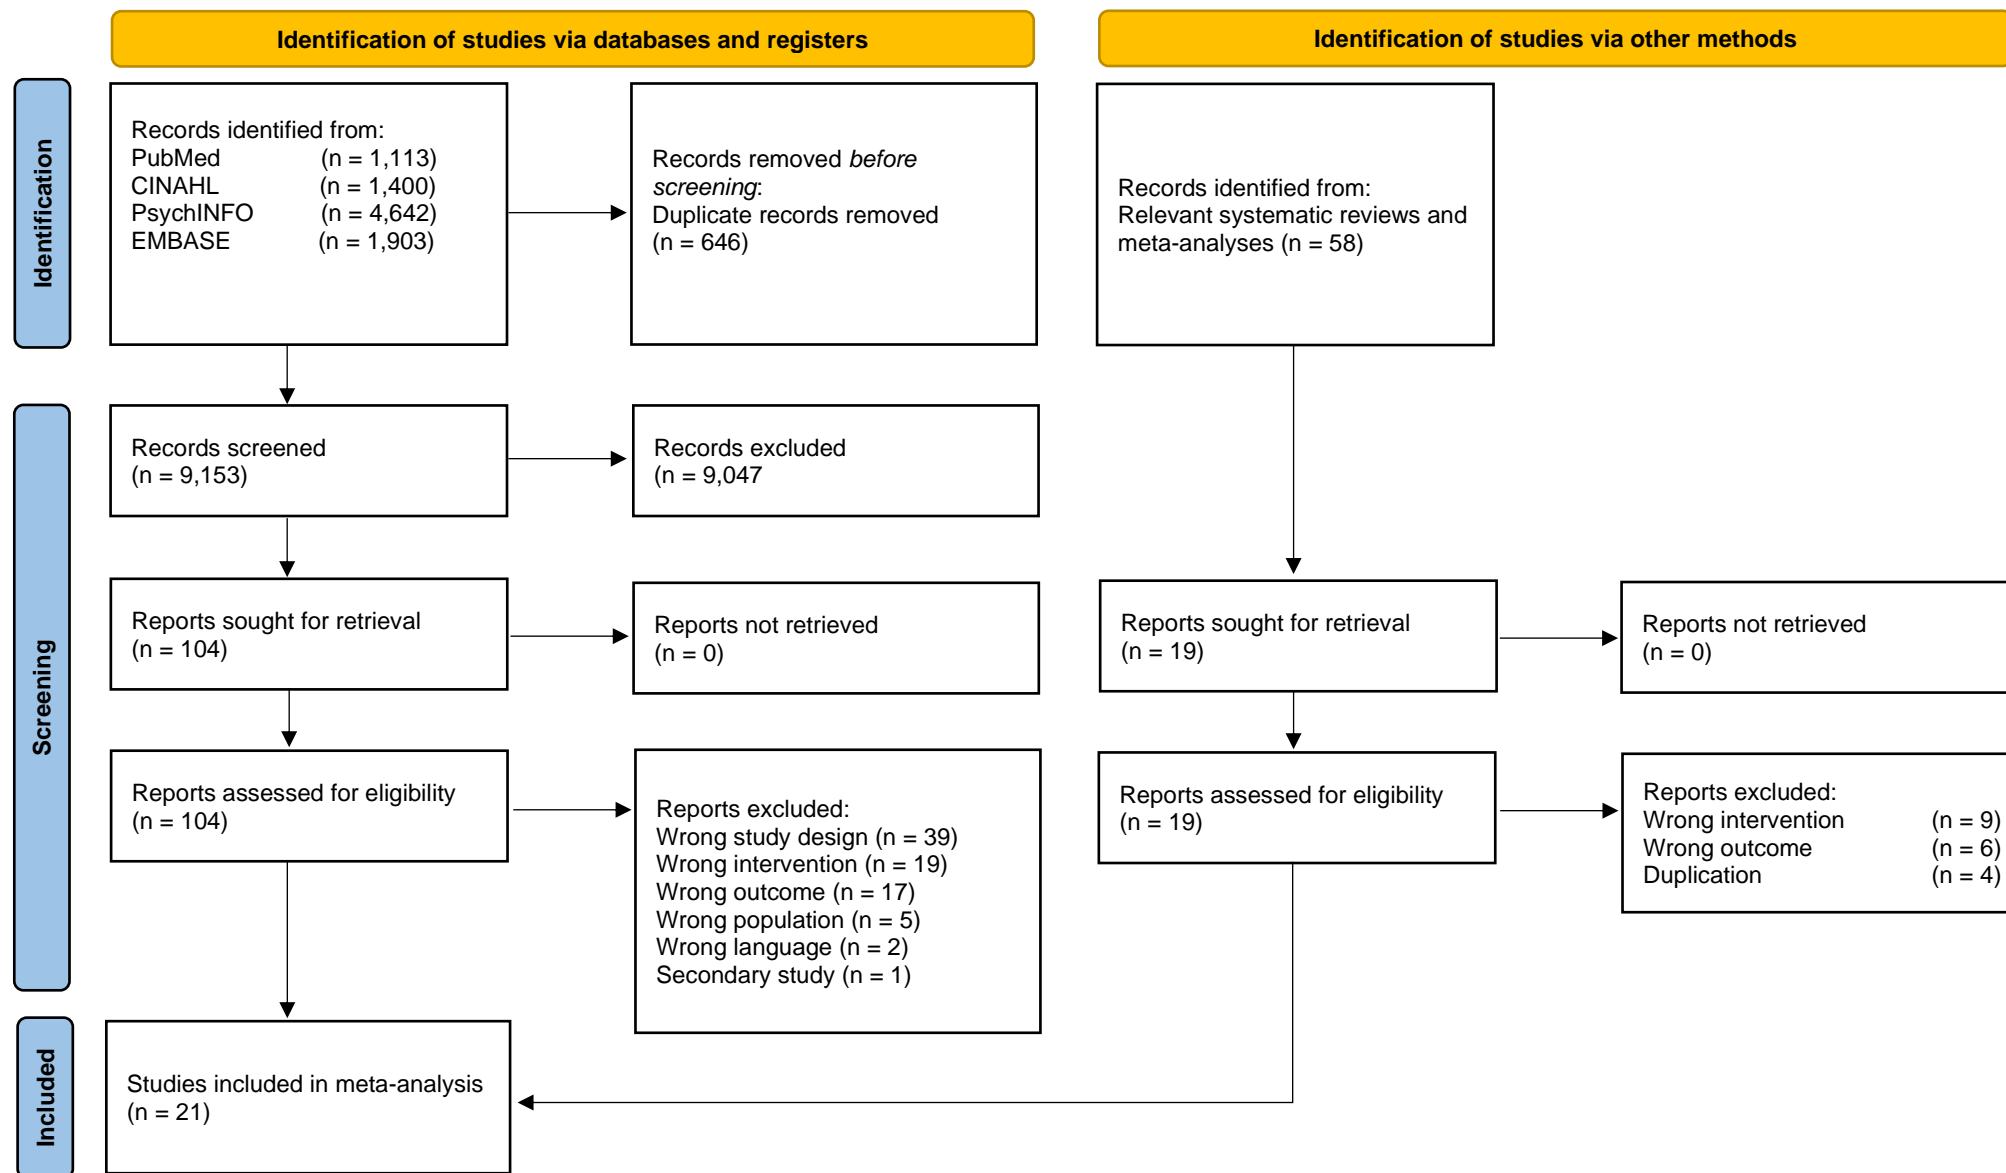 Identification of studies via databases and registers
Identification of studies via other methods
Identification
Records identified from:
PubMed (n = 1,113)
CINAHL (n = 1,400)
PsychINFO (n = 4,642)
EMBASE (n = 1,903)
Records removed before
screening:
Duplicate records removed
(n = 646)
Records identified from:
Relevant systematic reviews and
meta-analyses (n = 58)
Screening
Records screened
(n = 9,153)
Records excluded
(n = 9,047
Reports sought for retrieval
(n = 104)
Reports not retrieved
(n = 0)
Reports sought for retrieval
(n = 19)
Reports not retrieved
(n = 0)
Reports assessed for eligibility
(n = 104)
Reports excluded:
Wrong study design (n = 39)
Wrong intervention (n = 19)
Wrong outcome (n = 17)
Wrong population (n = 5)
Wrong language (n = 2)
Secondary study (n = 1)
Reports assessed for eligibility
(n = 19)
Reports excluded:
Wrong intervention (n = 9)
Wrong outcome (n = 6)
Duplication (n = 4)
Included
Studies included in meta-analysis
(n = 21)